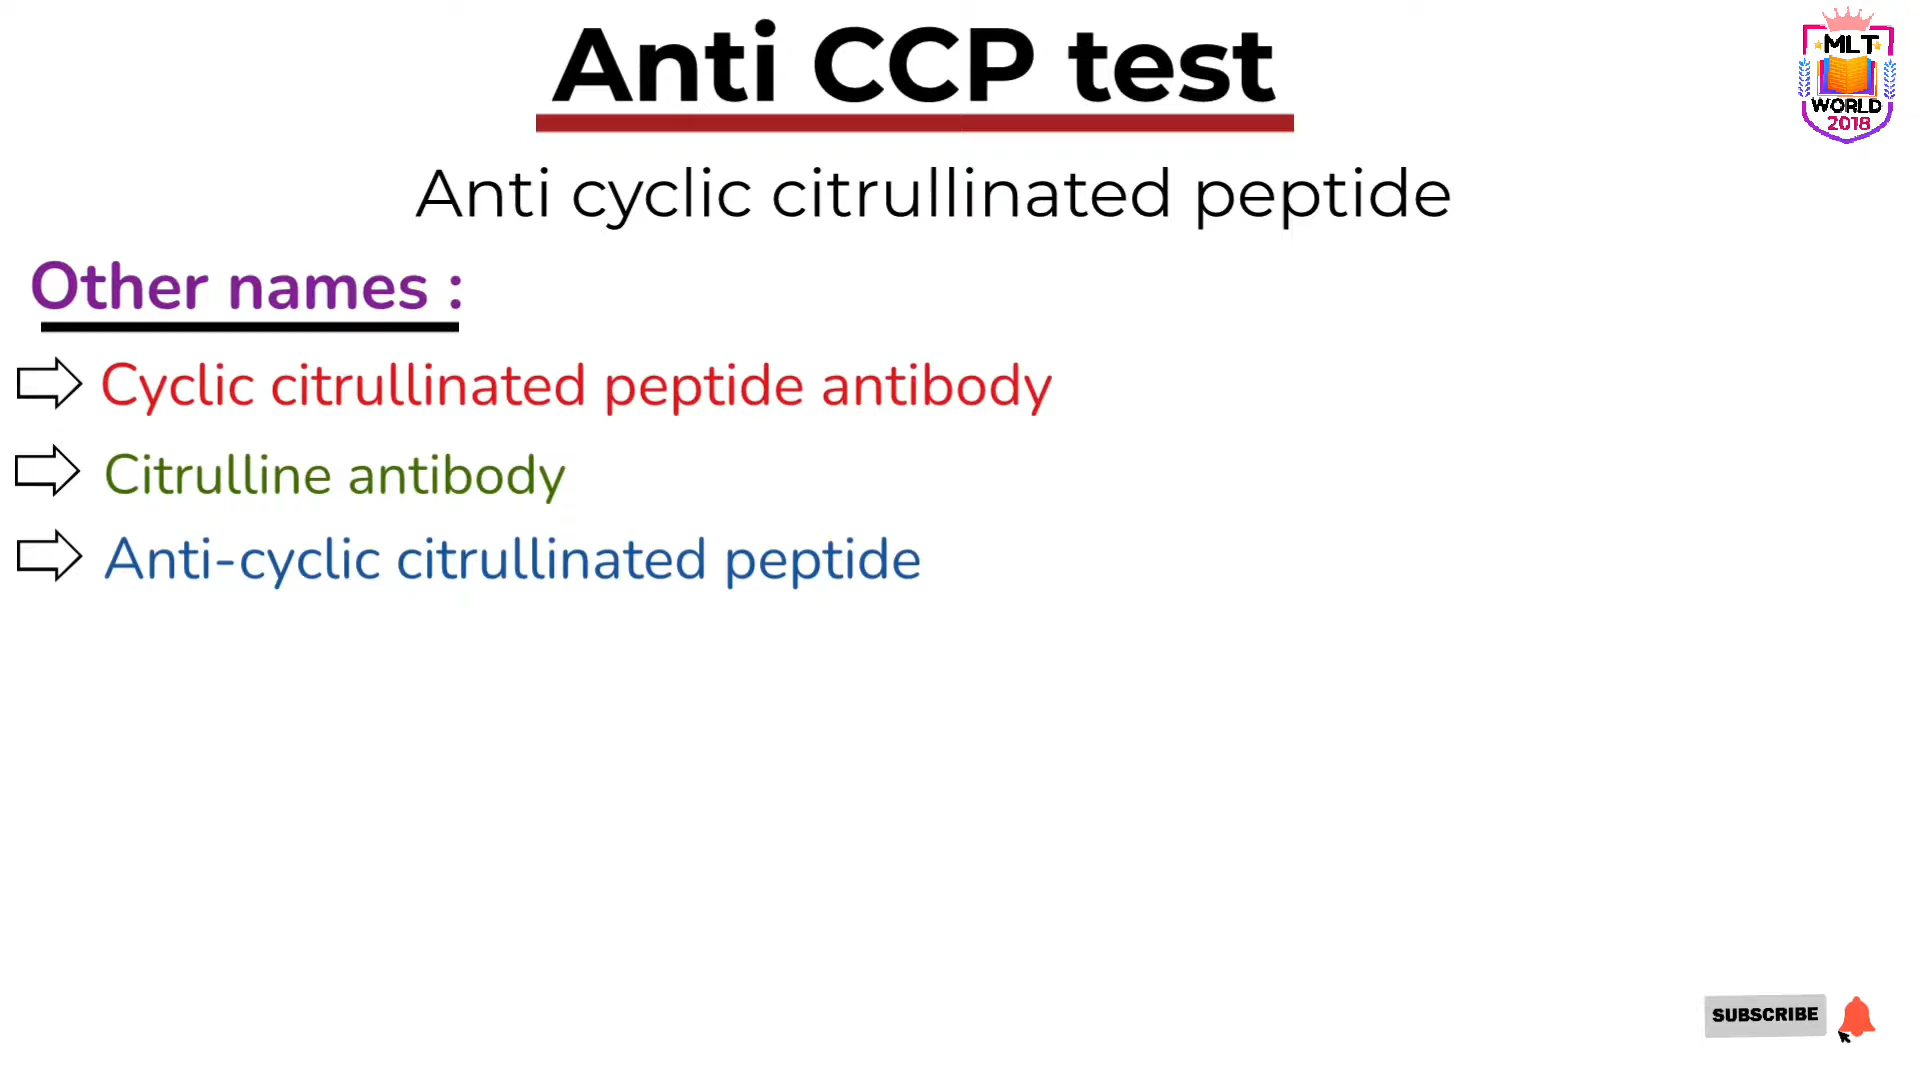 Anti CCP test
MLT
WORLD
2018
Anti cyclic citrullinated peptide
Other names :
Cyclic citrullinated peptide antibody
Citrulline antibody
Anti-cyclic citrullinated peptide
SUBSCRIBE